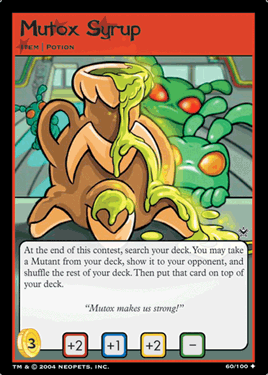 Mutox Syrup
Item | Potion
At the end of this contest, search your deck. You may
take a Mutant from your deck, show it to your opponent, and
shuffle the rest of your deck. Then put that card on top of
your deck.
“Mutox makes us strong!”
3 +2 +1 +2 –
TM & © 2004 NEOPETS, INC. 60/100 ◆